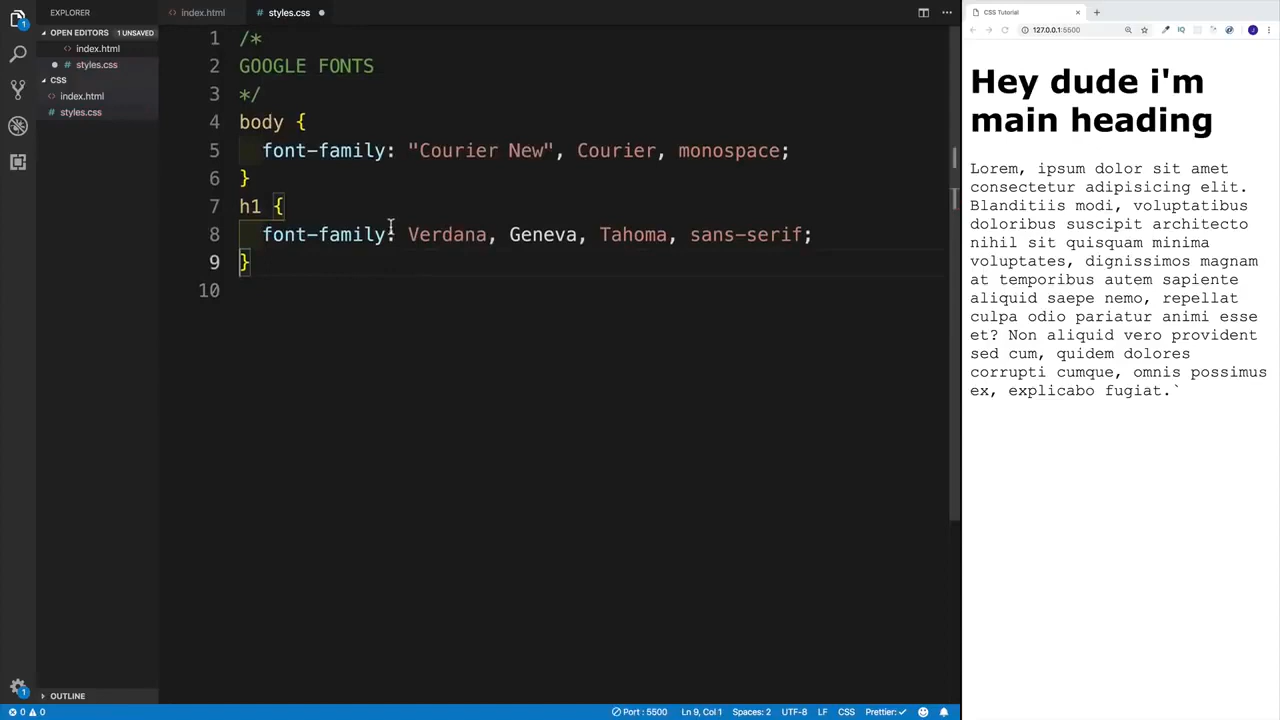 EXPLORER
OPEN EDITORS 1 UNSAVED
index.html
styles.css
CSS
index.html
styles.css
OUTLINE
index.html
styles.css
1 /*
2 GOOGLE FONTS
3 */
4 body {
5 font-family: "Courier New", Courier, monospace;
6 }
7 h1 {
8 font-family: Verdana, Geneva, Tahoma, sans-serif;
9 }
10
CSS Tutorial
127.0.0.1:5500
Hey dude i'm
main heading
Lorem, ipsum dolor sit amet
consectetur adipisicing elit.
Blanditiis modi, voluptatibus
doloribus suscipit architecto
nihil sit quisquam minima
voluptates, dignissimos magnam
at temporibus autem sapiente
aliquid saepe nemo, repellat
culpa odio pariatur animi esse
et? Non aliquid vero provident
sed cum, quidem dolores
corrupti cumque, omnis possimus
ex, explicabo fugiat.`
0 0 Port : 5500 Ln 9, Col 1 Spaces: 2 UTF-8 LF CSS Prettier: ✓